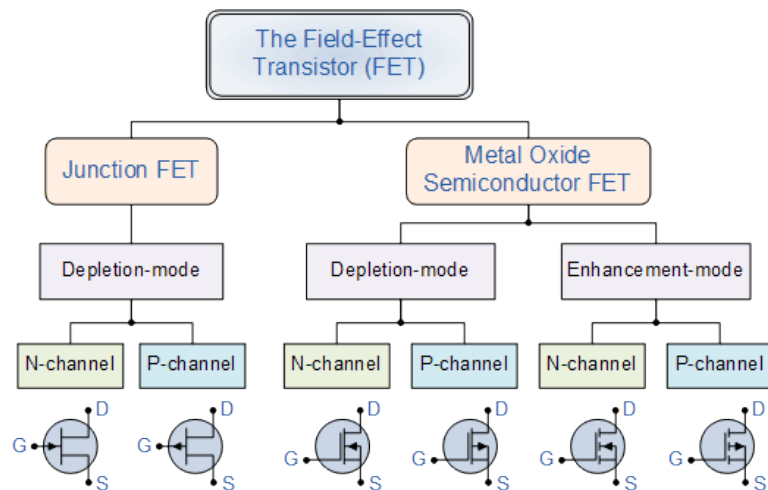 The Field-Effect
Transistor (FET)
Junction FET
Metal Oxide
Semiconductor FET
Depletion-mode
Depletion-mode
Enhancement-mode
N-channel
P-channel
N-channel
P-channel
N-channel
P-channel
D
D
D
D
D
D
G
G
G
G
G
G
S
S
S
S
S
S